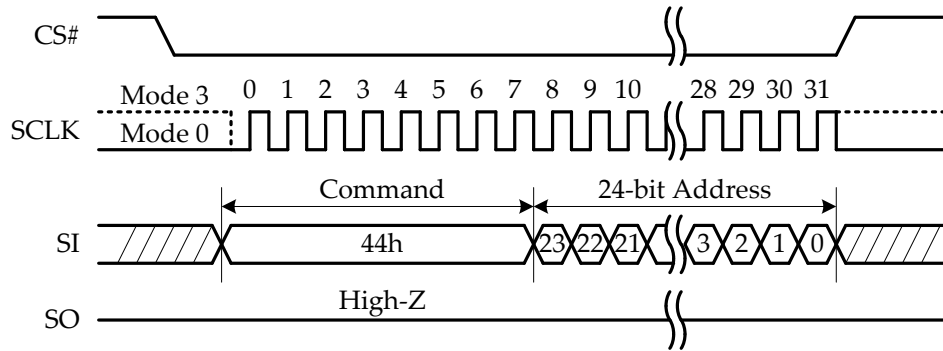 CS#
Mode 3 0 1 2 3 4 5 6 7 8 9 10 28 29 30 31
SCLK
Mode 0
Command 24-bit Address
SI 44h 23 22 21 3 2 1 0
High-Z
SO